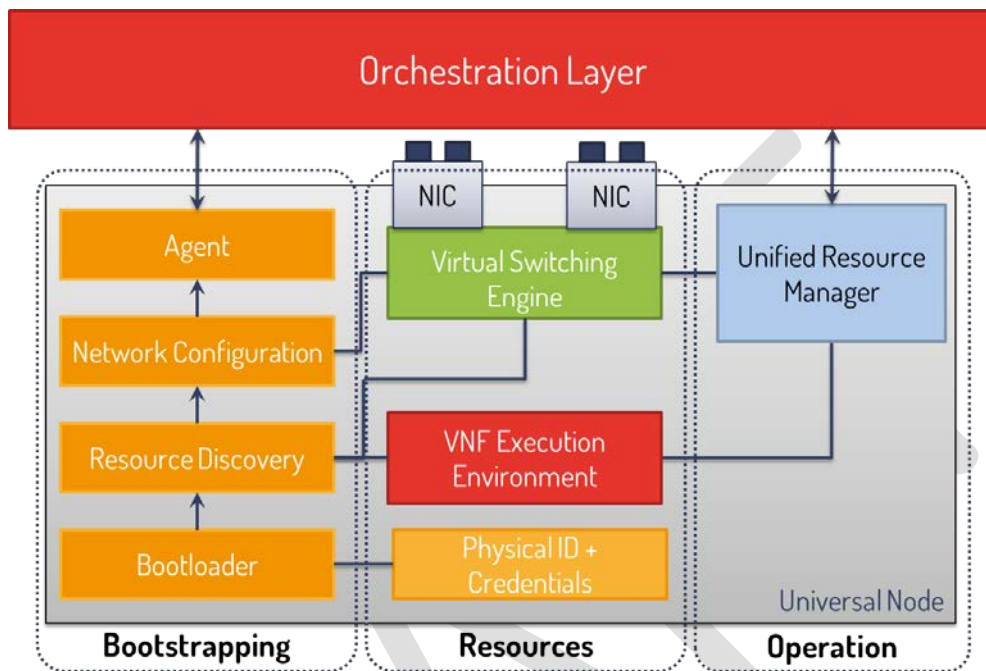 Orchestration Layer
NIC
NIC
Agent
Virtual Switching
Engine
Unified Resource
Manager
Network Configuration
Resource Discovery
VNF Execution
Environment
Bootloader
Physical ID +
Credentials
Universal Node
Bootstrapping
Resources
Operation